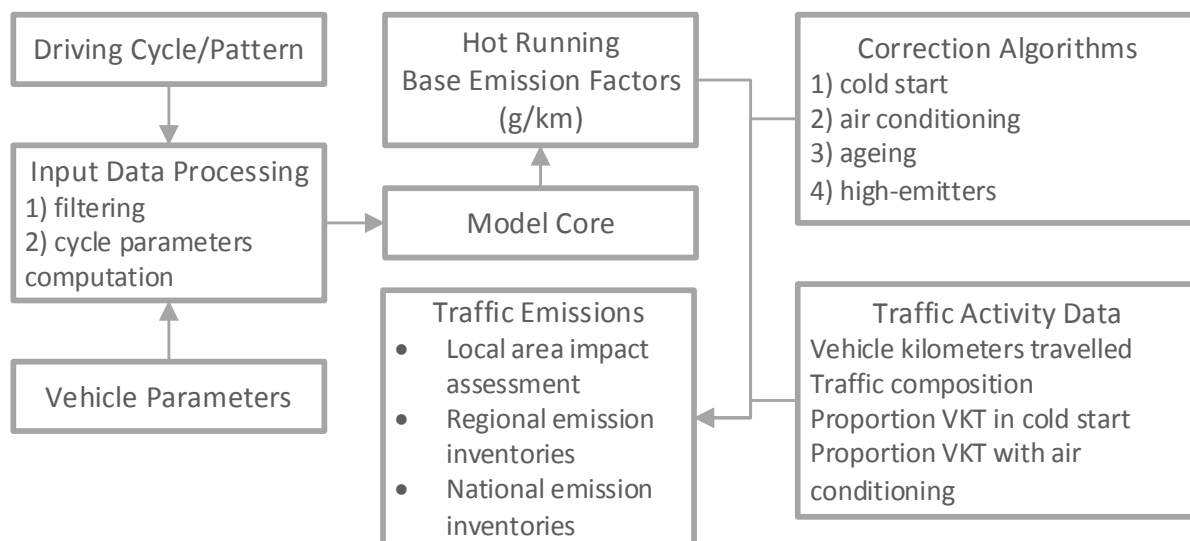 Driving Cycle/Pattern
Input Data Processing
1) filtering
2) cycle parameters
computation
Vehicle Parameters
Hot Running
Base Emission Factors
(g/km)
Model Core
Traffic Emissions
• Local area impact
assessment
• Regional emission
inventories
• National emission
inventories
Correction Algorithms
1) cold start
2) air conditioning
3) ageing
4) high-emitters
Traffic Activity Data
Vehicle kilometers travelled
Traffic composition
Proportion VKT in cold start
Proportion VKT with air
conditioning